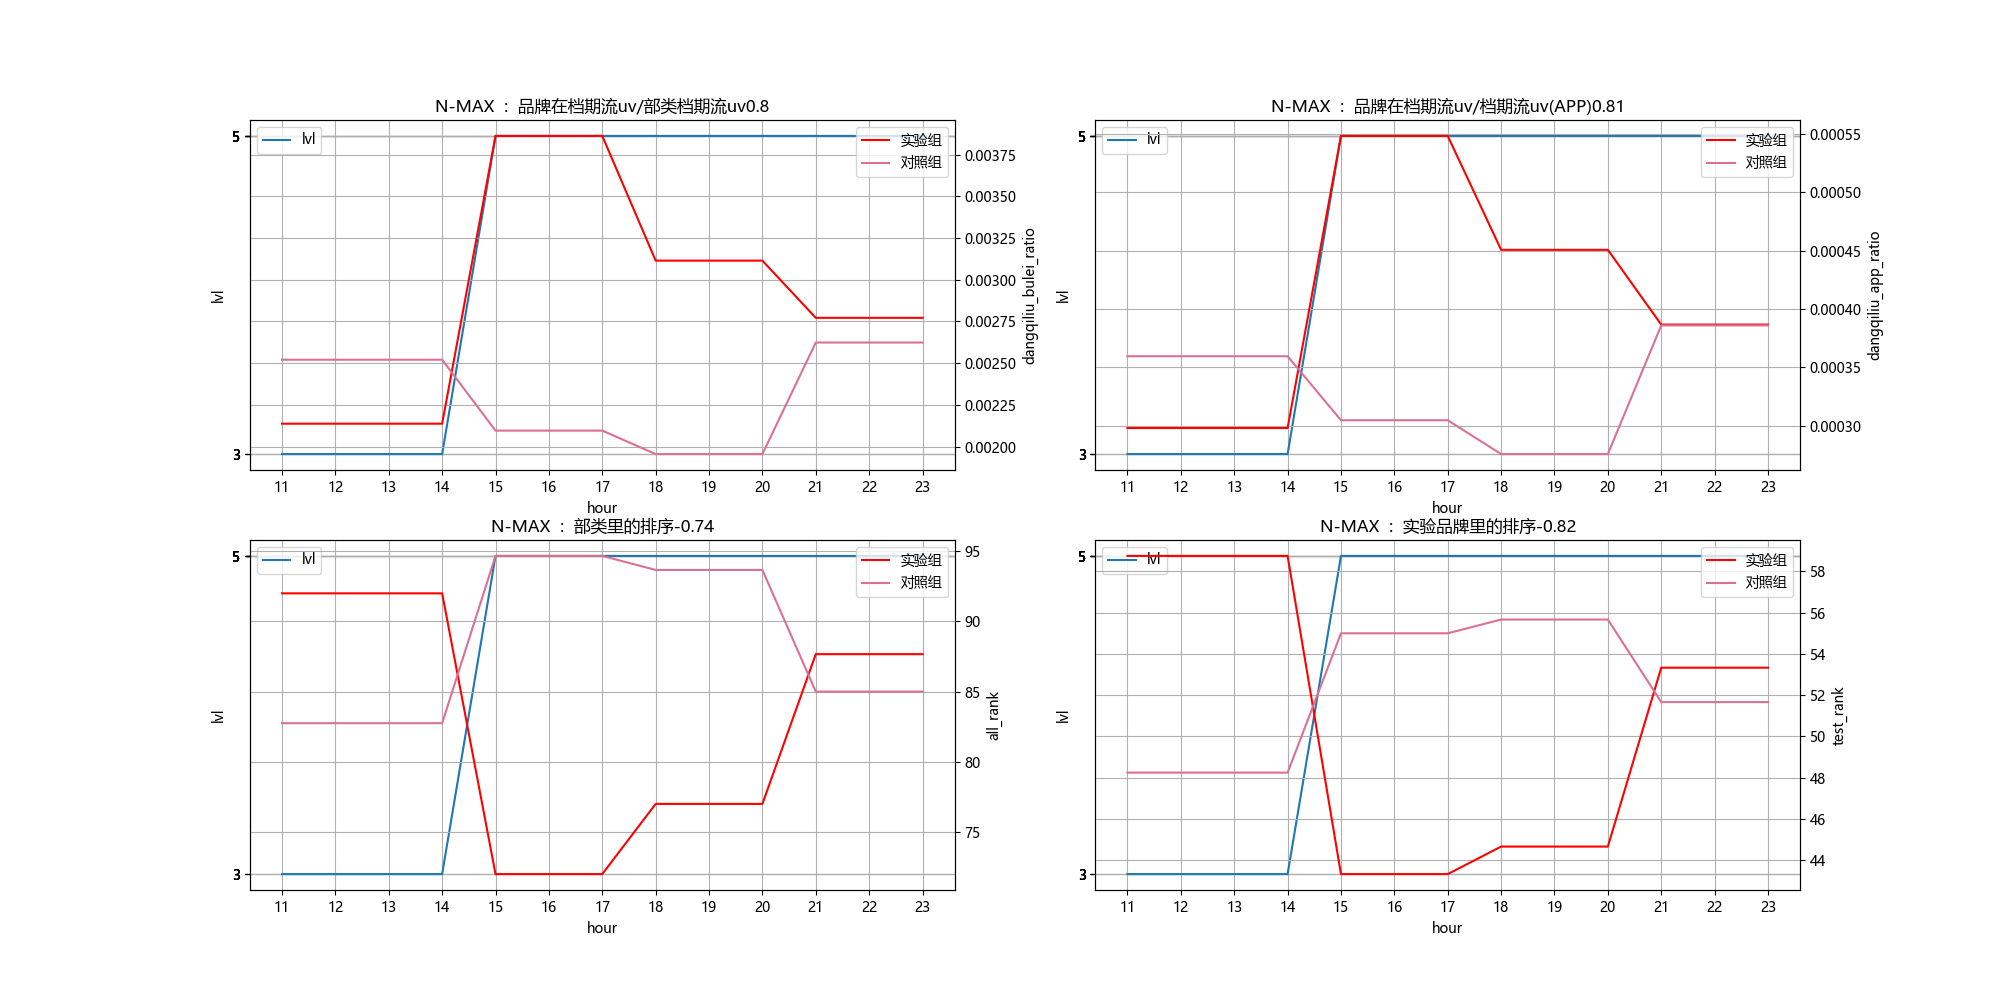 N-MAX : 品牌在档期流uv/部类档期流uv0.8
lvl
实验组
对照组
5
3
lvl
0.00375
0.00350
0.00325
0.00300
0.00275
0.00250
0.00225
0.00200
dangqiliu_bulei_ratio
11 12 13 14 15 16 17 18 19 20 21 22 23
hour
N-MAX : 品牌在档期流uv/档期流uv(APP)0.81
lvl
实验组
对照组
5
3
lvl
0.00055
0.00050
0.00045
0.00040
0.00035
0.00030
dangqiliu_app_ratio
11 12 13 14 15 16 17 18 19 20 21 22 23
hour
N-MAX : 部类里的排序-0.74
lvl
实验组
对照组
5
3
lvl
95
90
85
80
75
all_rank
11 12 13 14 15 16 17 18 19 20 21 22 23
hour
N-MAX : 实验品牌里的排序-0.82
lvl
实验组
对照组
5
3
lvl
58
56
54
52
50
48
46
44
test_rank
11 12 13 14 15 16 17 18 19 20 21 22 23
hour